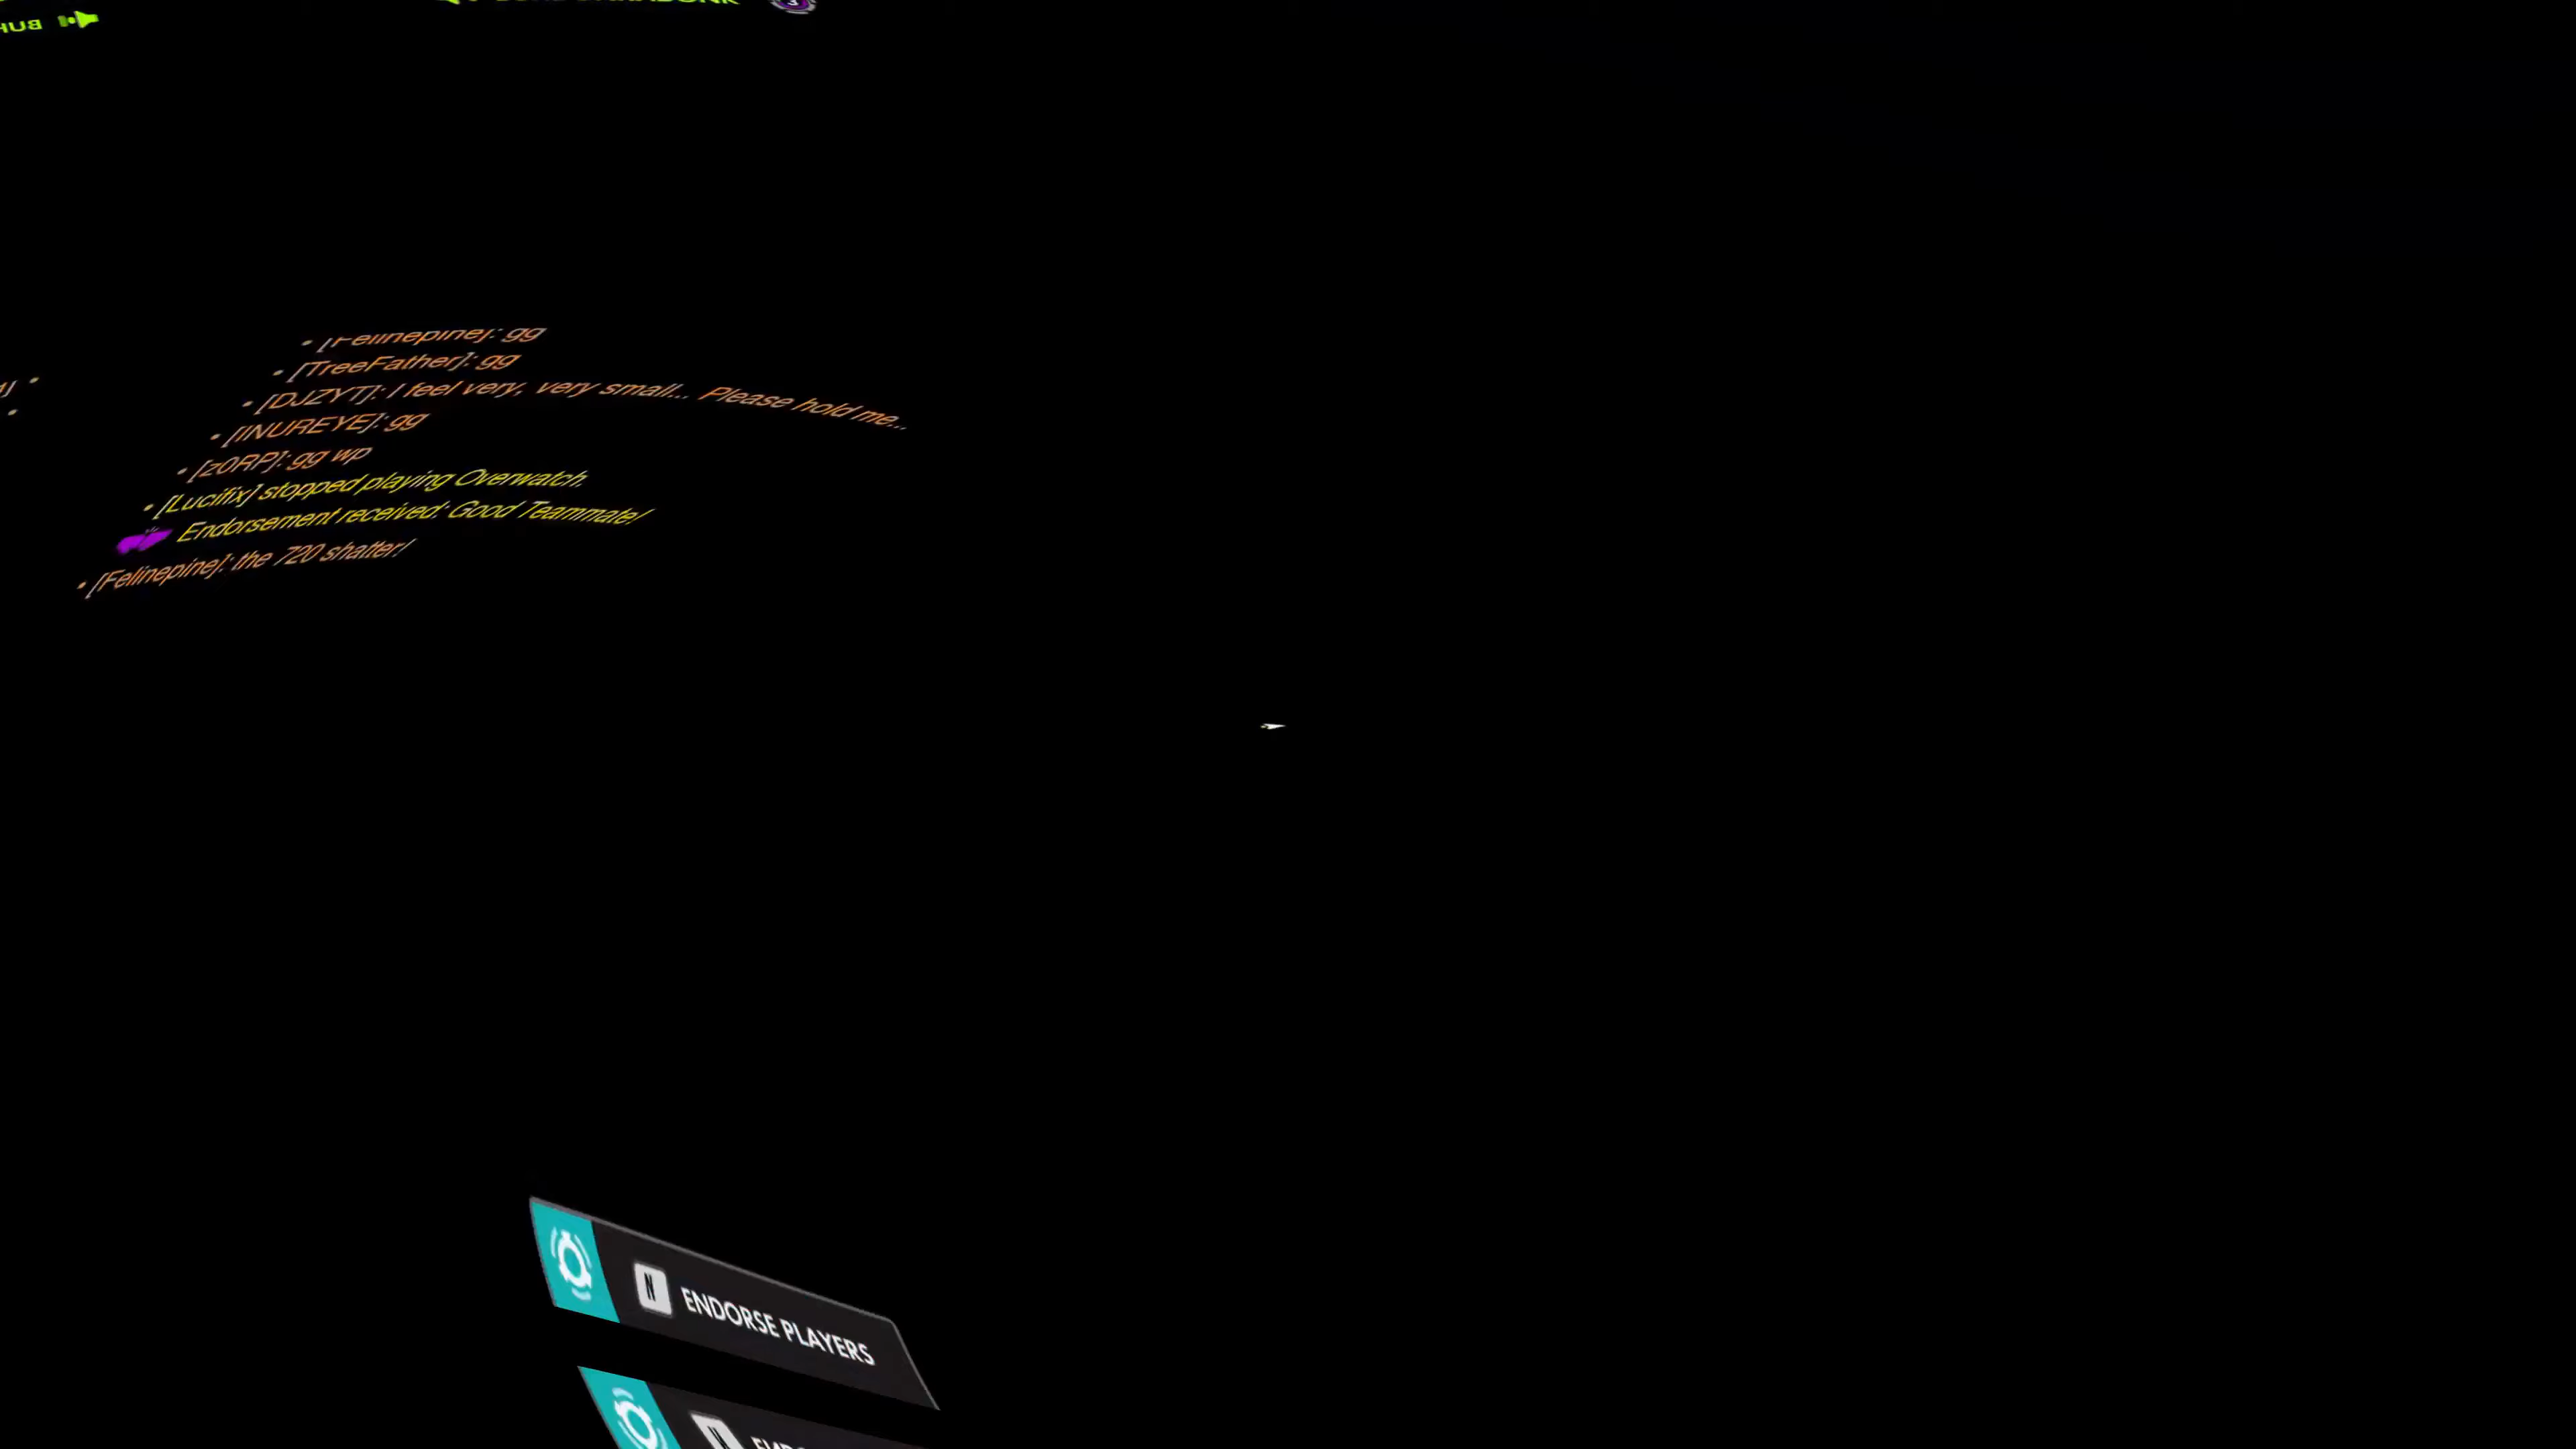 [Felinepine]: gg
[TreeFather]: gg
[DJZYT]: I feel very, very small... Please hold me...
[INUREYE]: gg
[z0RP]: gg wp
[Lucifix] stopped playing Overwatch.
Endorsement received: Good Teammate!
[Felinepine]: the 720 shatter!
N ENDORSE PLAYERS
N